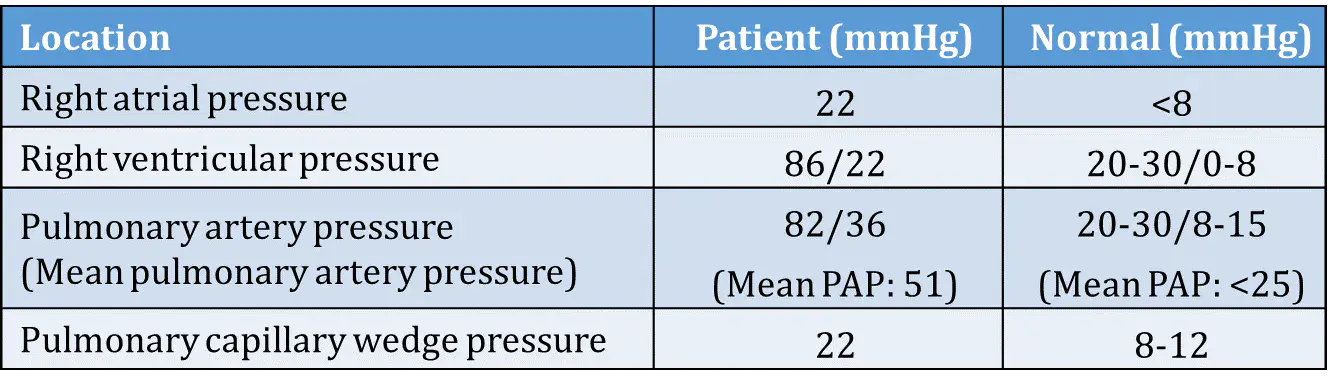 Location Patient (mmHg) Normal (mmHg)
Right atrial pressure 22 <8
Right ventricular pressure 86/22 20-30/0-8
Pulmonary artery pressure 82/36 20-30/8-15
(Mean pulmonary artery pressure) (Mean PAP: 51) (Mean PAP: <25)
Pulmonary capillary wedge pressure 22 8-12